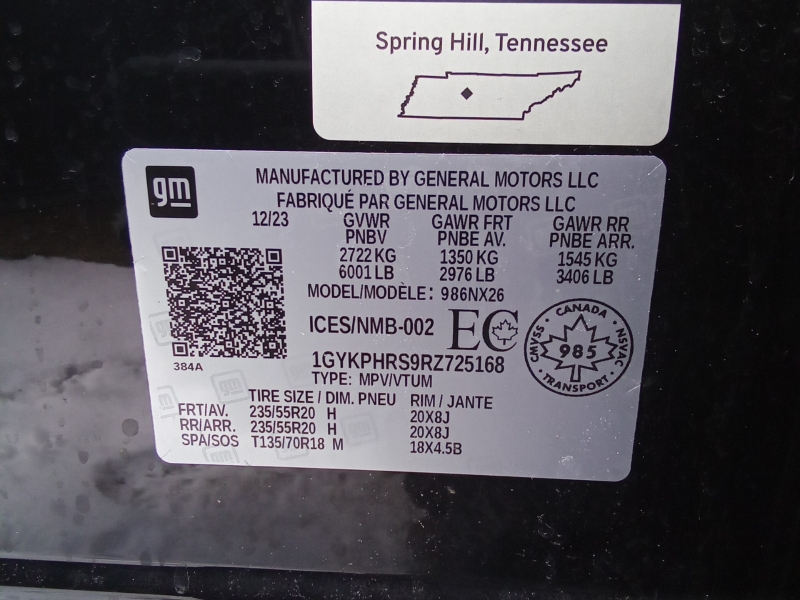 Spring Hill, Tennessee
gm
MANUFACTURED BY GENERAL MOTORS LLC
FABRIQUÉ PAR GENERAL MOTORS LLC
12/23 GVWR GAWR FRT GAWR RR
PNBV PNBE AV. PNBE ARR.
2722 KG 1350 KG 1545 KG
6001 LB 2976 LB 3406 LB
MODEL/MODÈLE: 986NX26
ICES/NMB-002 EC
384A
1GYKPHRS9RZ725168
TYPE: MPV/VTUM
CANADA
CMVSS NSVAC
985
TRANSPORT
TIRE SIZE / DIM. PNEU RIM / JANTE
FRT/AV. 235/55R20 H 20X8J
RR/ARR. 235/55R20 H 20X8J
SPA/SOS T135/70R18 M 18X4.5B